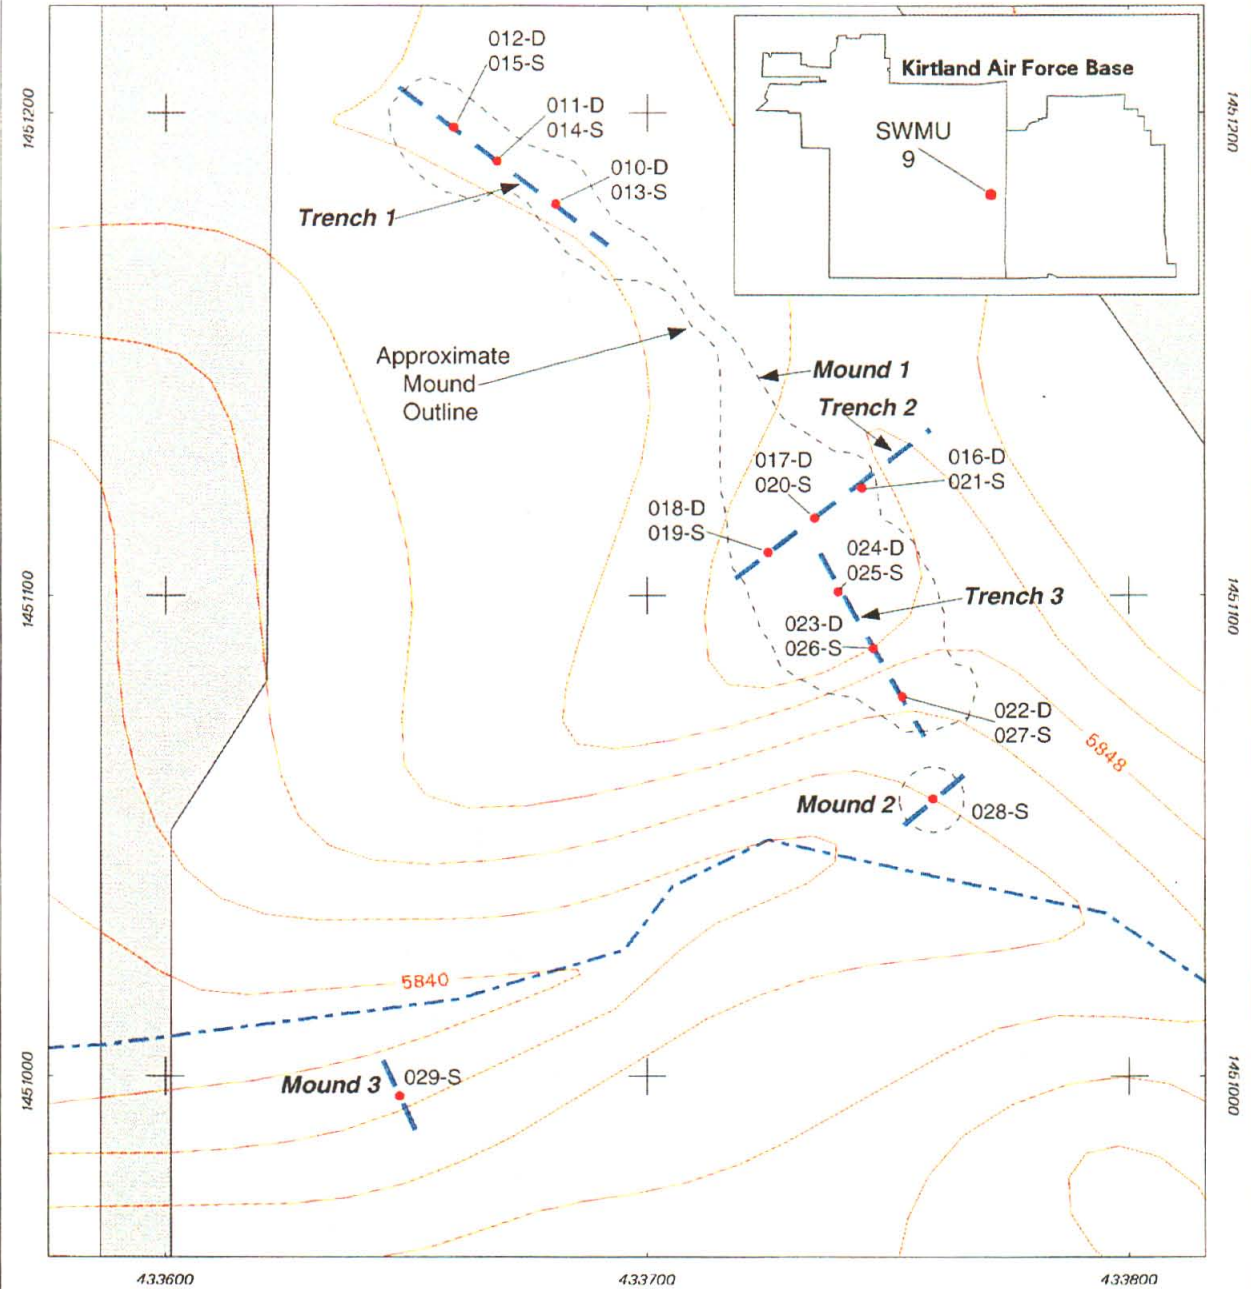 012-D
015-S
Kirtland Air Force Base
011-D
014-S
SWMU
9
1451200
1451200
010-D
013-S
Trench 1
Approximate
Mound
Outline
Mound 1
Trench 2
017-D
020-S
016-D
021-S
018-D
019-S
024-D
025-S
1451100
1451100
Trench 3
023-D
026-S
022-D
027-S
5848
Mound 2
028-S
5840
1451000
1451000
Mound 3
029-S
433600
433700
433800